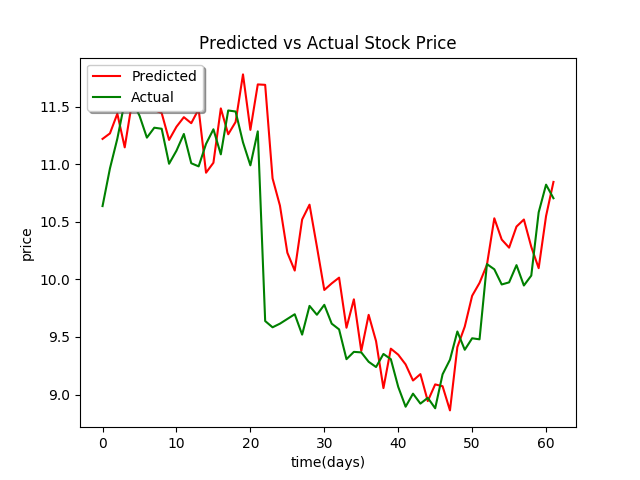 Predicted vs Actual Stock Price
Predicted
Actual
11.5
11.0
10.5
10.0
9.5
9.0
price
0 10 20 30 40 50 60
time(days)